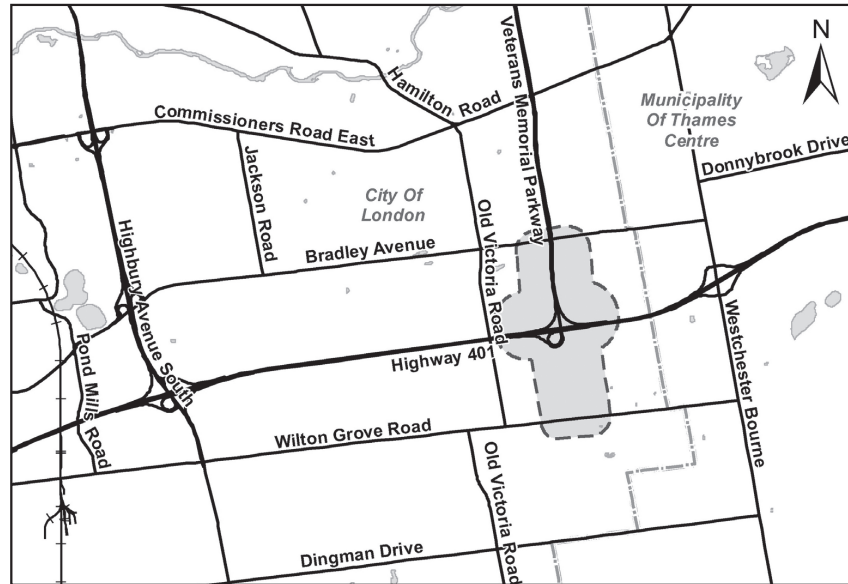 N
Veterans Memorial Parkway
Hamilton Road
Municipality
Of Thames
Centre
Commissioners Road East
Donnybrook Drive
Jackson Road
City Of
London
Old Victoria Road
Highbury Avenue South
Bradley Avenue
Westchester Bourne
Pond Mills Road
Highway 401
Wilton Grove Road
Old Victoria Road
Dingman Drive